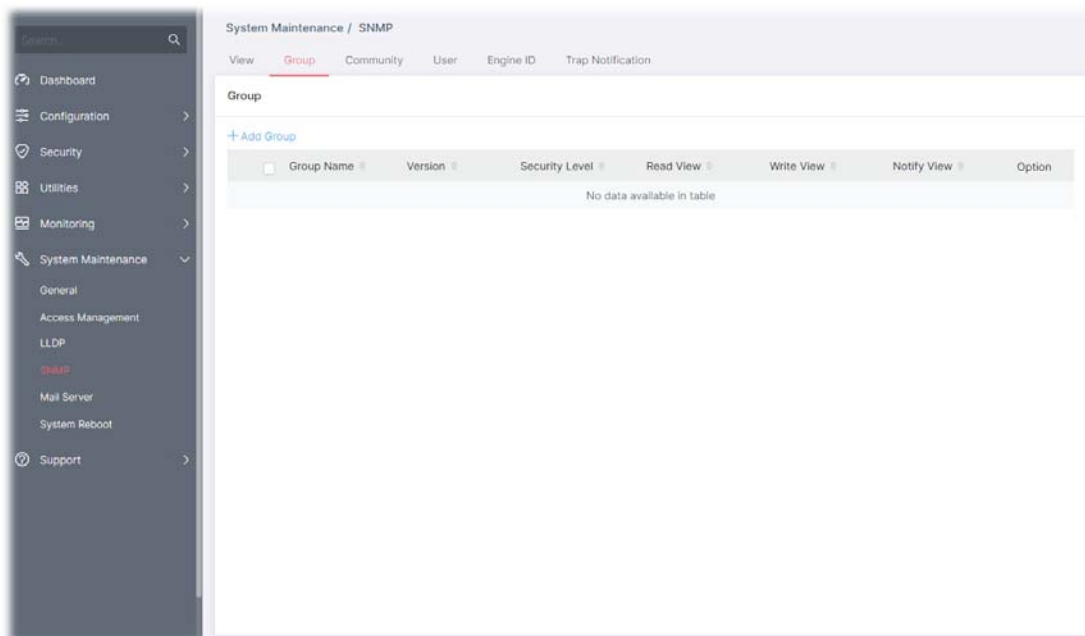 Search...
Dashboard
Configuration
Security
Utilities
Monitoring
System Maintenance
General
Access Management
LLDP
SNMP
Mail Server
System Reboot
Support
System Maintenance / SNMP
View Group Community User Engine ID Trap Notification
Group
+ Add Group
Group Name Version Security Level Read View Write View Notify View Option
No data available in table